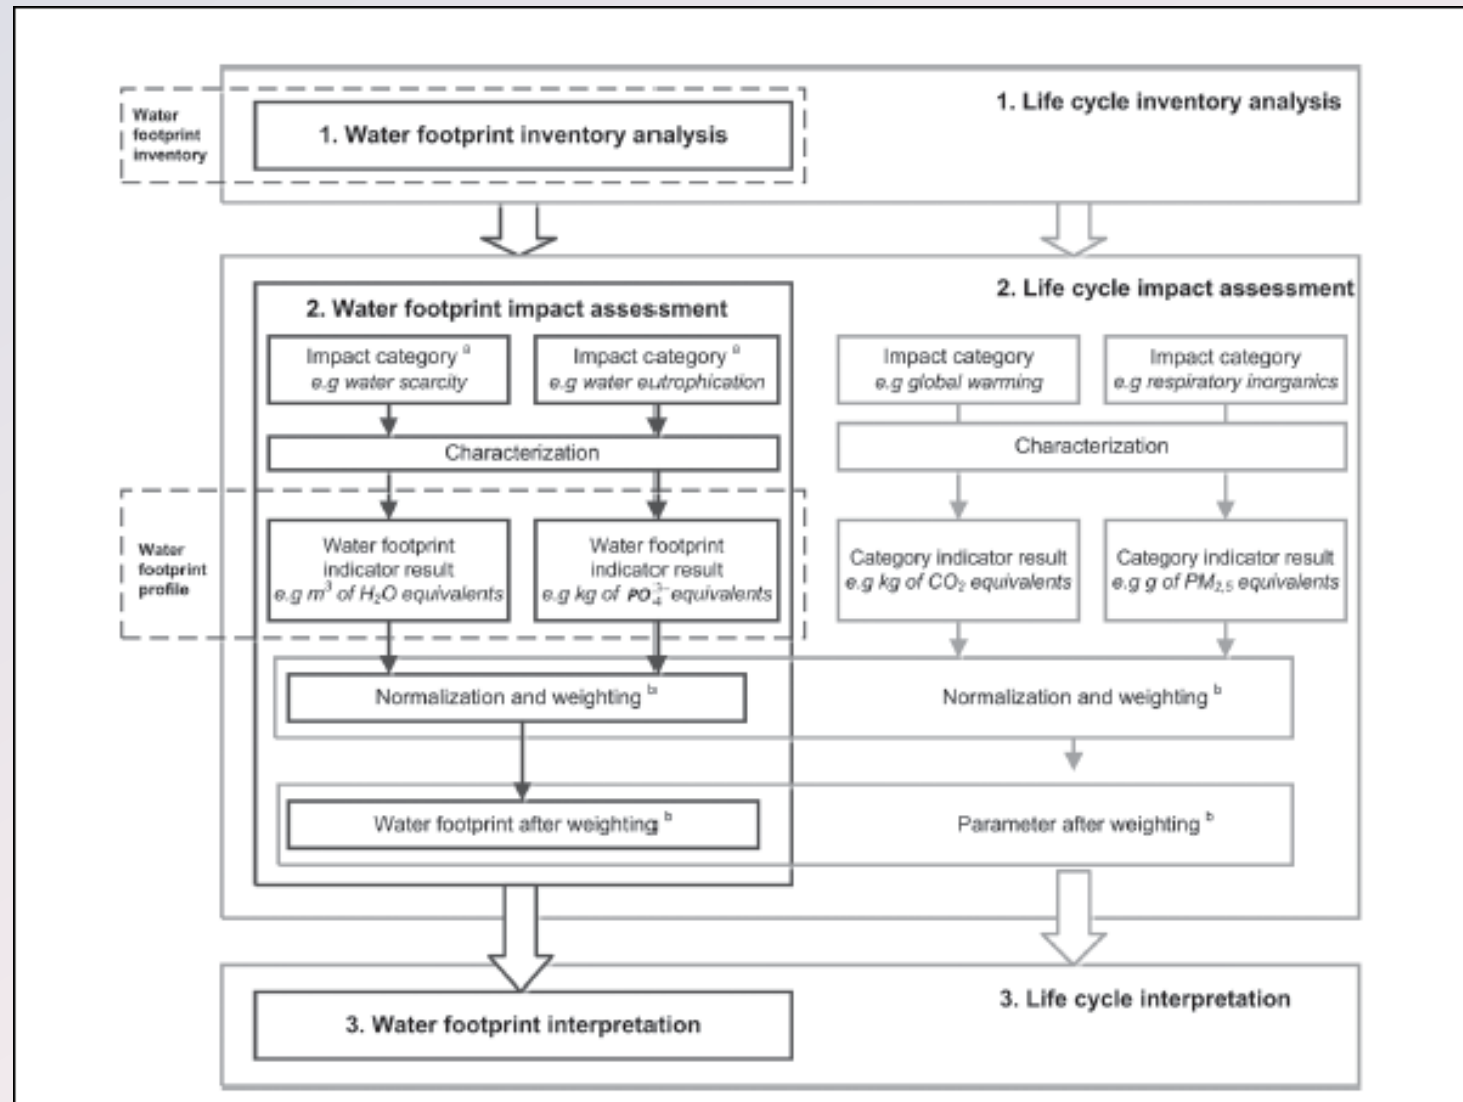 Water
footprint
inventory
1. Water footprint inventory analysis
1. Life cycle inventory analysis
2. Water footprint impact assessment
2. Life cycle impact assessment
Impact category a
e.g water scarcity
Impact category a
e.g water eutrophication
Impact category
e.g global warming
Impact category
e.g respiratory inorganics
Characterization
Characterization
Water
footprint
profile
Water footprint
indicator result
e.g m³ of H₂O equivalents
Water footprint
indicator result
e.g kg of PO₄³⁻ equivalents
Category indicator result
e.g kg of CO₂ equivalents
Category indicator result
e.g g of PM₂,₅ equivalents
Normalization and weighting b
Normalization and weighting b
Water footprint after weighting b
Parameter after weighting b
3. Water footprint interpretation
3. Life cycle interpretation